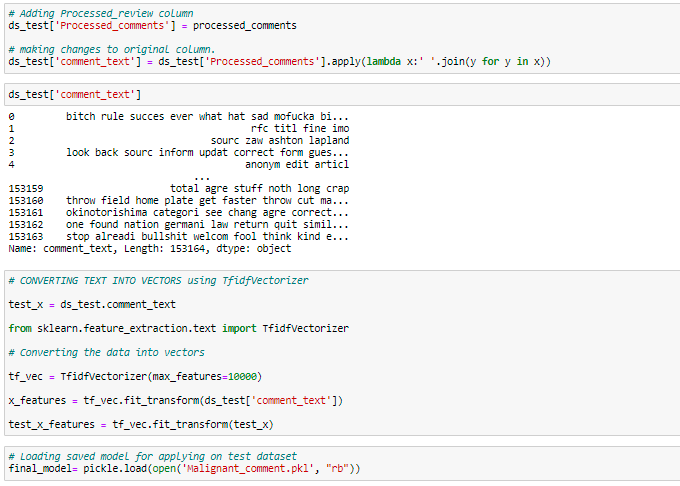 # Adding Processed_review column
ds_test['Processed_comments'] = processed_comments
# making changes to original column.
ds_test['comment_text'] = ds_test['Processed_comments'].apply(lambda x:' '.join(y for y in x))
ds_test['comment_text']
0 bitch rule succes ever what hat sad mofucka bi...
1 rfc titl fine imo
2 sourc zaw ashton lapland
3 look back sourc inform updat correct form gues...
4 anonym edit articl
...
153159 total agre stuff noth long crap
153160 throw field home plate get faster throw cut ma...
153161 okinotorishima categori see chang agre correct...
153162 one found nation germani law return quit simil...
153163 stop alreadi bullshit welcom fool think kind e...
Name: comment_text, Length: 153164, dtype: object
# CONVERTING TEXT INTO VECTORS using TfidfVectorizer
test_x = ds_test.comment_text
from sklearn.feature_extraction.text import TfidfVectorizer
# Converting the data into vectors
tf_vec = TfidfVectorizer(max_features=10000)
x_features = tf_vec.fit_transform(ds_test['comment_text'])
test_x_features = tf_vec.fit_transform(test_x)
# Loading saved model for applying on test dataset
final_model= pickle.load(open('Malignant_comment.pkl', "rb"))